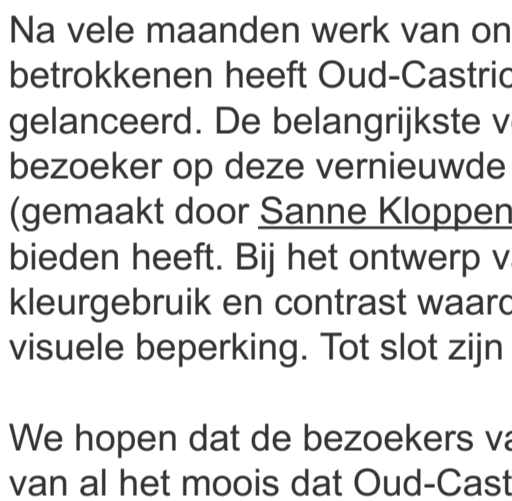 Na vele maanden werk van on
betrokkenen heeft Oud-Castric
gelanceerd. De belangrijkste v
bezoeker op deze vernieuwde
(gemaakt door Sanne Kloppen
bieden heeft. Bij het ontwerp v
kleurgebruik en contrast waard
visuele beperking. Tot slot zijn
We hopen dat de bezoekers va
van al het moois dat Oud-Cast